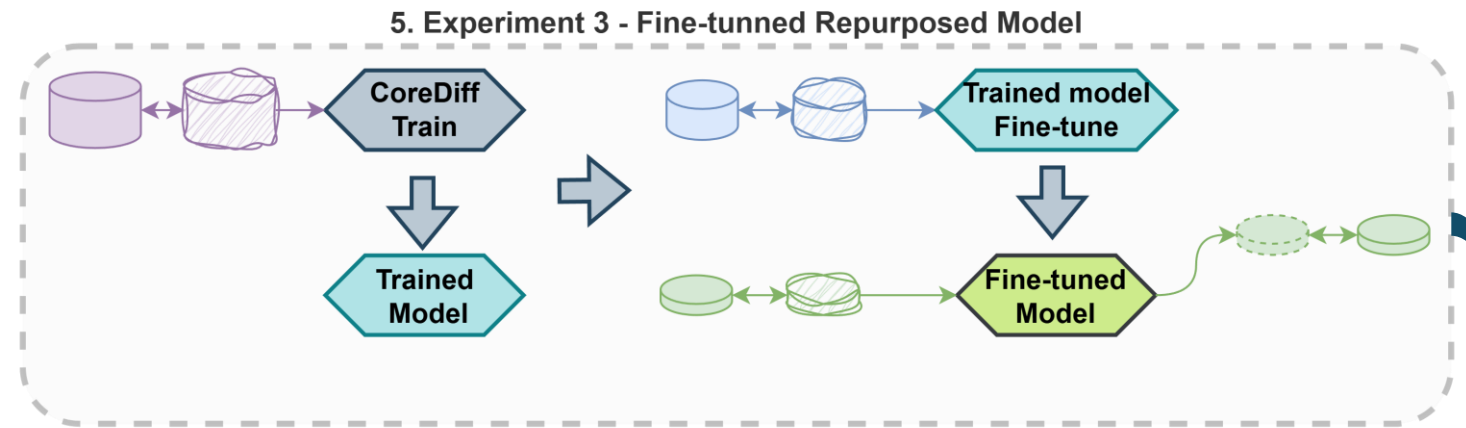 5. Experiment 3 - Fine-tunned Repurposed Model
CoreDiff
Train
Trained model
Fine-tune
Trained
Model
Fine-tuned
Model